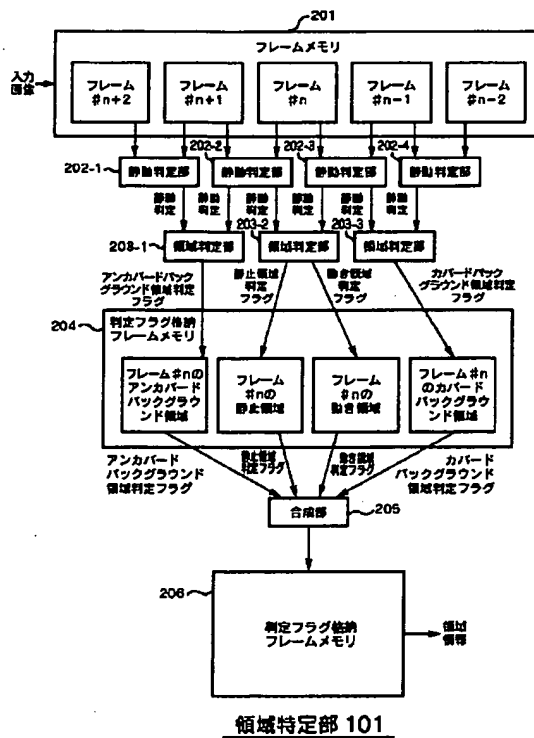 201
フレームメモリ
入力
画像
フレーム
#n+2
フレーム
#n+1
フレーム
#n
フレーム
#n−1
フレーム
#n−2
202-1
202-2
202-3
202-4
静動判定部
静動判定部
静動判定部
静動判定部
静動
判定
静動
判定
静動
判定
静動
判定
静動
判定
静動
判定
203-1
203-2
203-3
領域判定部
領域判定部
領域判定部
アンカバードバック
グラウンド領域判定
フラグ
静止領域
判定
フラグ
動き領域
判定
フラグ
カバードバック
グラウンド領域判定
フラグ
204
判定フラグ格納
フレームメモリ
フレーム#nの
アンカバード
バックグラウ
ンド領域
フレーム
#nの
静止領域
フレーム
#nの
動き領域
フレーム#n
のカバード
バックグラウ
ンド領域
アンカバード
バックグラウンド
領域判定フラグ
静止領域
判定フラグ
動き領域
判定フラグ
カバード
バックグラウンド
領域判定フラグ
合成部
205
206
判定フラグ格納
フレームメモリ
領域
情報
領域特定部 101